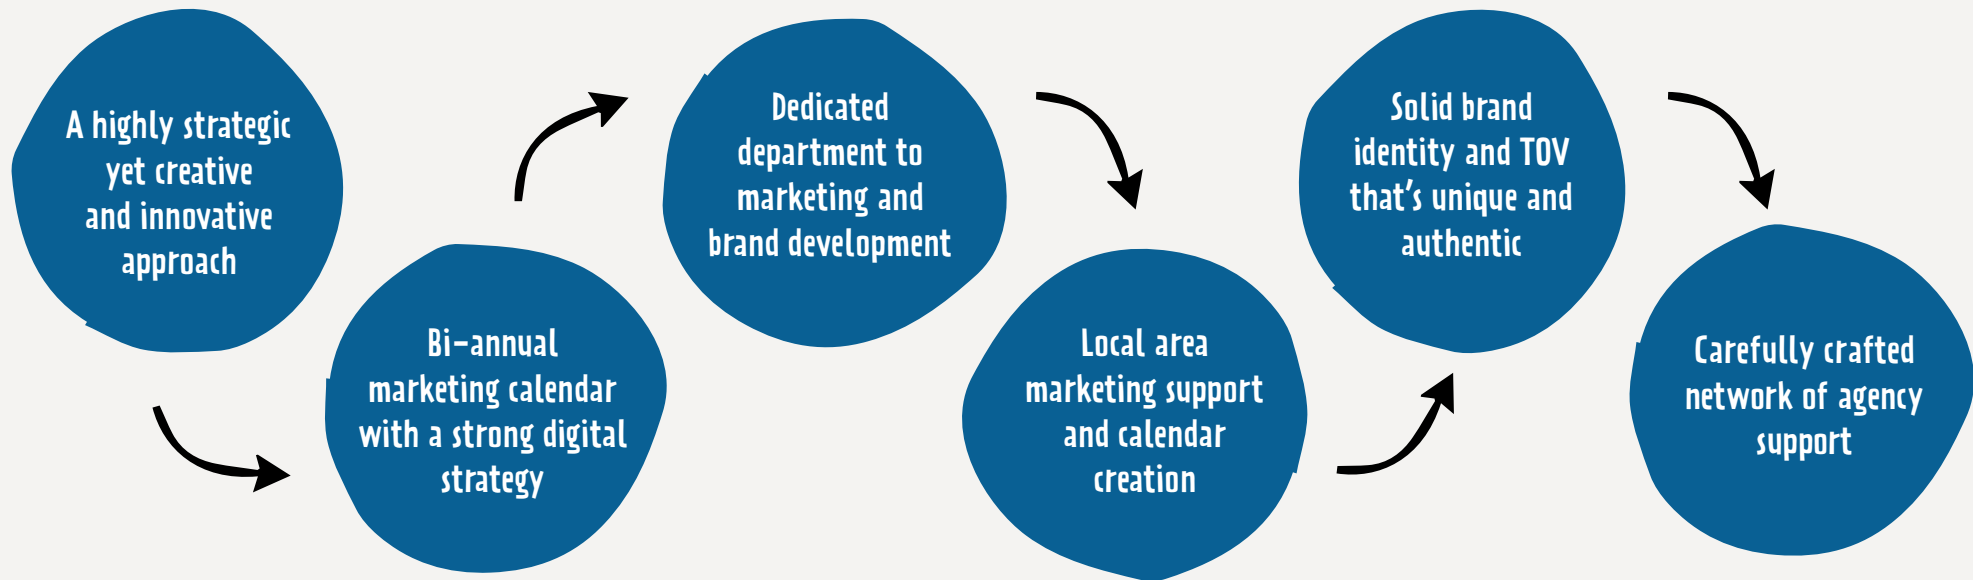 A highly strategic
yet creative
and innovative
approach
Bi-annual
marketing calendar
with a strong digital
strategy
Dedicated
department to
marketing and
brand development
Local area
marketing support
and calendar
creation
Solid brand
identity and TOV
that's unique and
authentic
Carefully crafted
network of agency
support